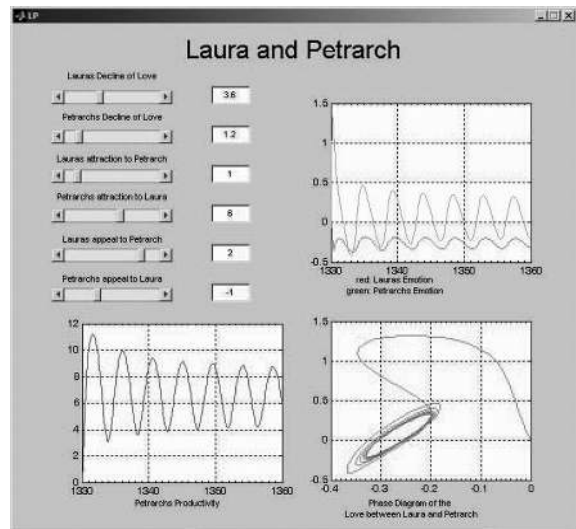 LP
Laura and Petrarch
Lauras Decline of Love
3.6
Petrarchs Decline of Love
1.2
Lauras attraction to Petrarch
1
Petrarchs attraction to Laura
6
Lauras appeal to Petrarch
2
Petrarchs appeal to Laura
-1
1.5
1
0.5
0
-0.5
1330 1340 1350 1360
red: Lauras Emotion
green: Petrarchs Emotion
12
10
8
6
4
2
0
1330 1340 1350 1360
Petrarchs Productivity
1.5
1
0.5
0
-0.5
-0.4 -0.3 -0.2 -0.1 0
Phase Diagram of the
Love between Laura and Petrarch